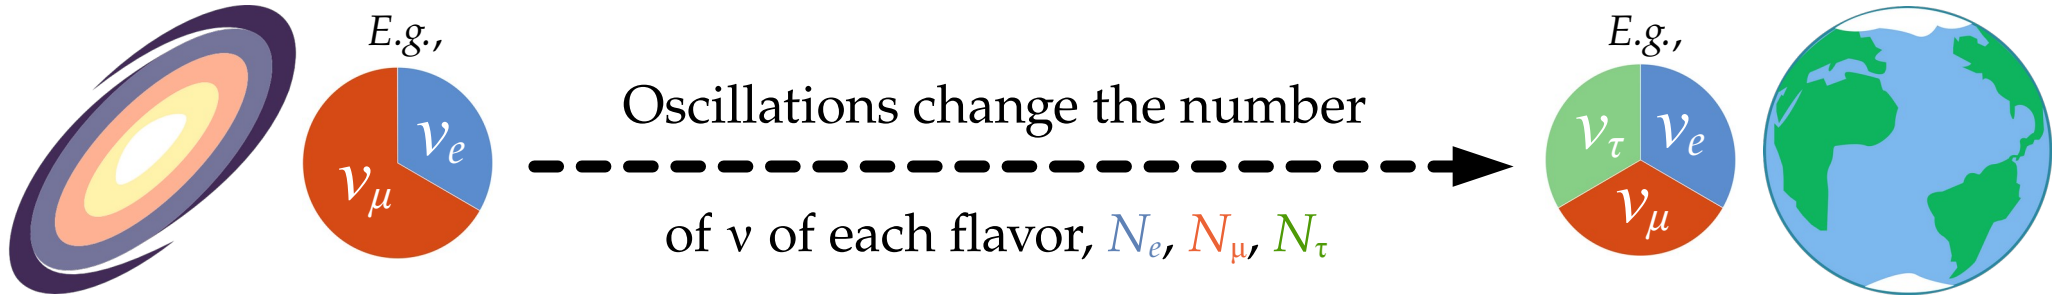 E.g.,
ν_e
ν_μ
Oscillations change the number
of ν of each flavor, N_e, N_μ, N_τ
E.g.,
ν_τ
ν_e
ν_μ